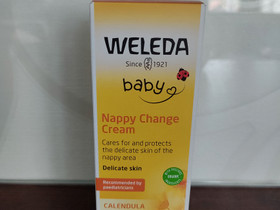 WELEDA
Since 1921
baby
Nappy Change
Cream
Cares for and protects
the delicate skin of the
nappy area
Delicate skin
Recommended by
paediatricians
CALENDULA